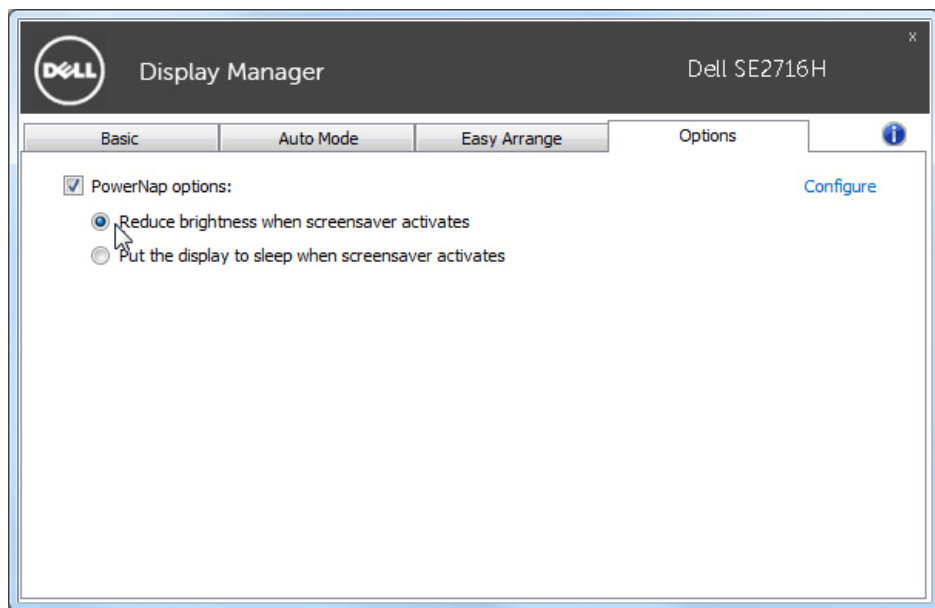 x
DELL
Display Manager
Dell SE2716H
Basic
Auto Mode
Easy Arrange
Options
i
PowerNap options:
Configure
Reduce brightness when screensaver activates
Put the display to sleep when screensaver activates